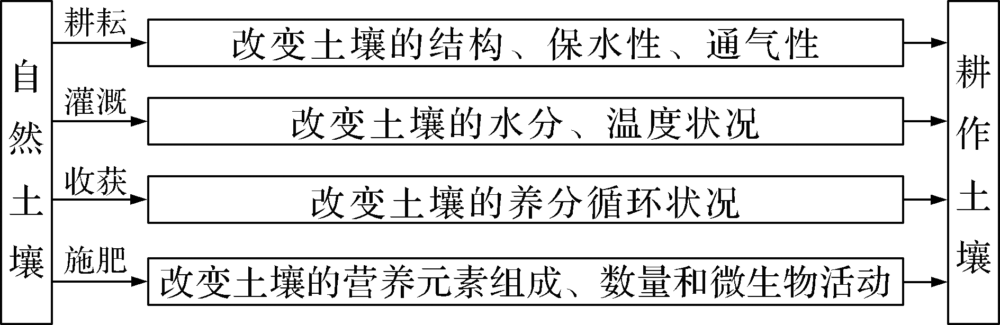 自然土壤
耕耘
改变土壤的结构、保水性、通气性
灌溉
改变土壤的水分、温度状况
收获
改变土壤的养分循环状况
施肥
改变土壤的营养元素组成、数量和微生物活动
耕作土壤